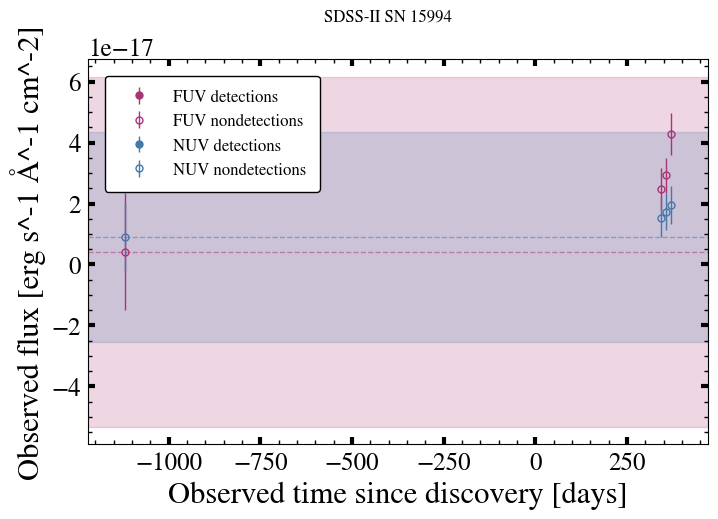 SDSS-II SN 15994
1e−17
FUV detections
FUV nondetections
NUV detections
NUV nondetections
6
4
2
0
−2
−4
Observed flux [erg s^-1 Å^-1 cm^-2]
−1000 −750 −500 −250 0 250
Observed time since discovery [days]